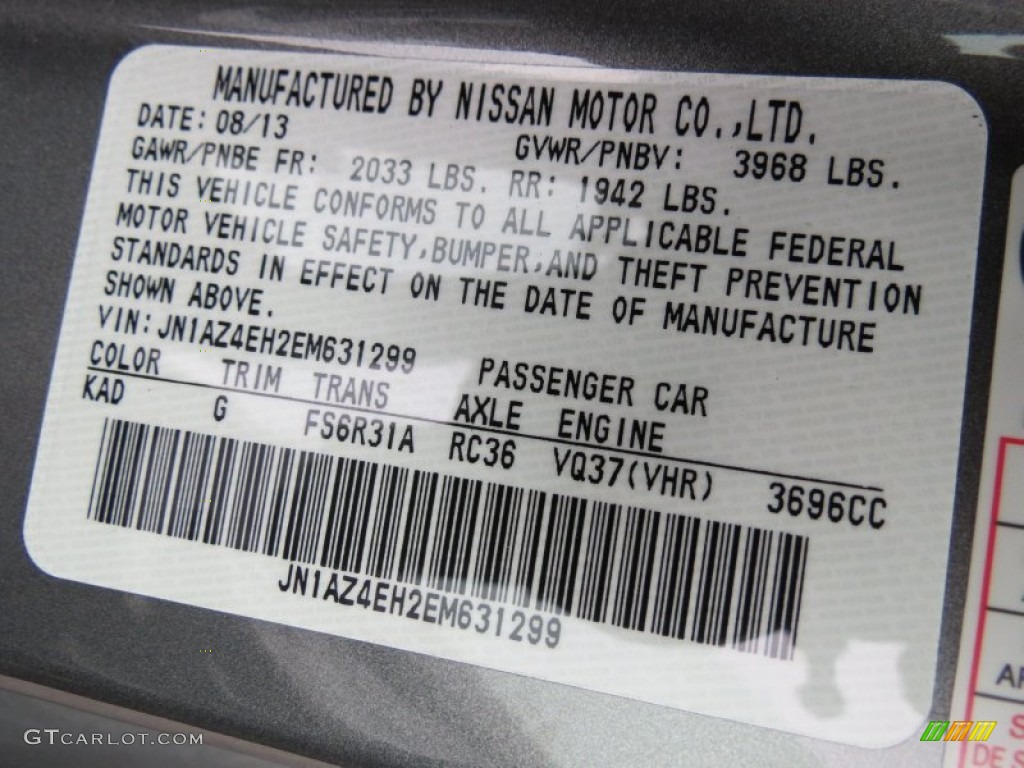 MANUFACTURED BY NISSAN MOTOR CO.,LTD.
DATE: 08/13 GVWR/PNBV: 3968 LBS.
GAWR/PNBE FR: 2033 LBS. RR: 1942 LBS.
THIS VEHICLE CONFORMS TO ALL APPLICABLE FEDERAL
MOTOR VEHICLE SAFETY,BUMPER,AND THEFT PREVENTION
STANDARDS IN EFFECT ON THE DATE OF MANUFACTURE
SHOWN ABOVE.
VIN: JN1AZ4EH2EM631299 PASSENGER CAR
COLOR TRIM TRANS AXLE ENGINE
KAD G FS6R31A RC36 VQ37(VHR) 3696CC
JN1AZ4EH2EM631299
GTCARLOT.COM